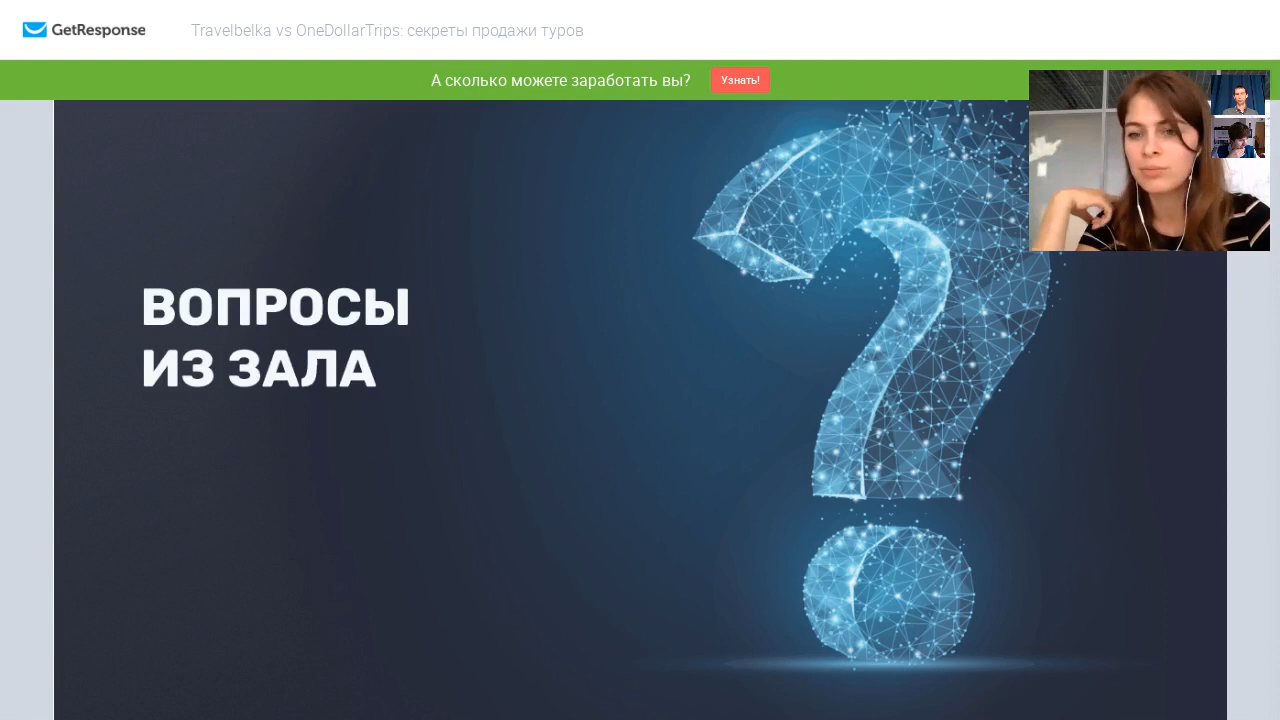 GetResponse
Travelbelka vs OneDollarTrips: секреты продажи туров
А сколько можете заработать вы?
Узнать!
ВОПРОСЫ
ИЗ ЗАЛА